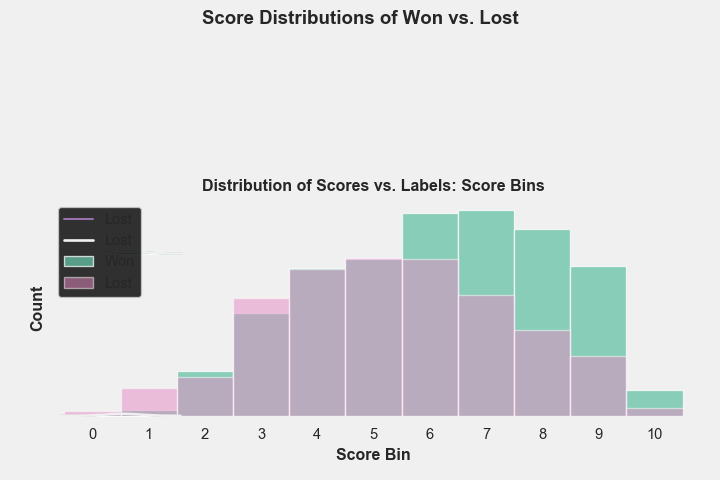 Score Distributions of Won vs. Lost
Distribution of Scores vs. Labels: Score Bins
Lost
Lost
Won
Lost
Count
0 1 2 3 4 5 6 7 8 9 10
Score Bin